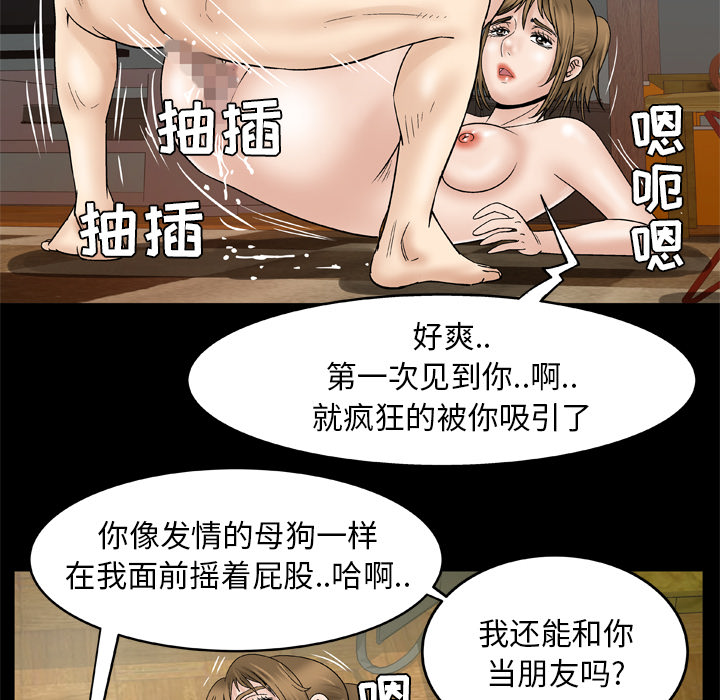 抽插
抽插
嗯呃嗯
好爽..
第一次见到你..啊..
就疯狂的被你吸引了
你像发情的母狗一样
在我面前摇着屁股..哈啊..
我还能和你
当朋友吗?
嗯